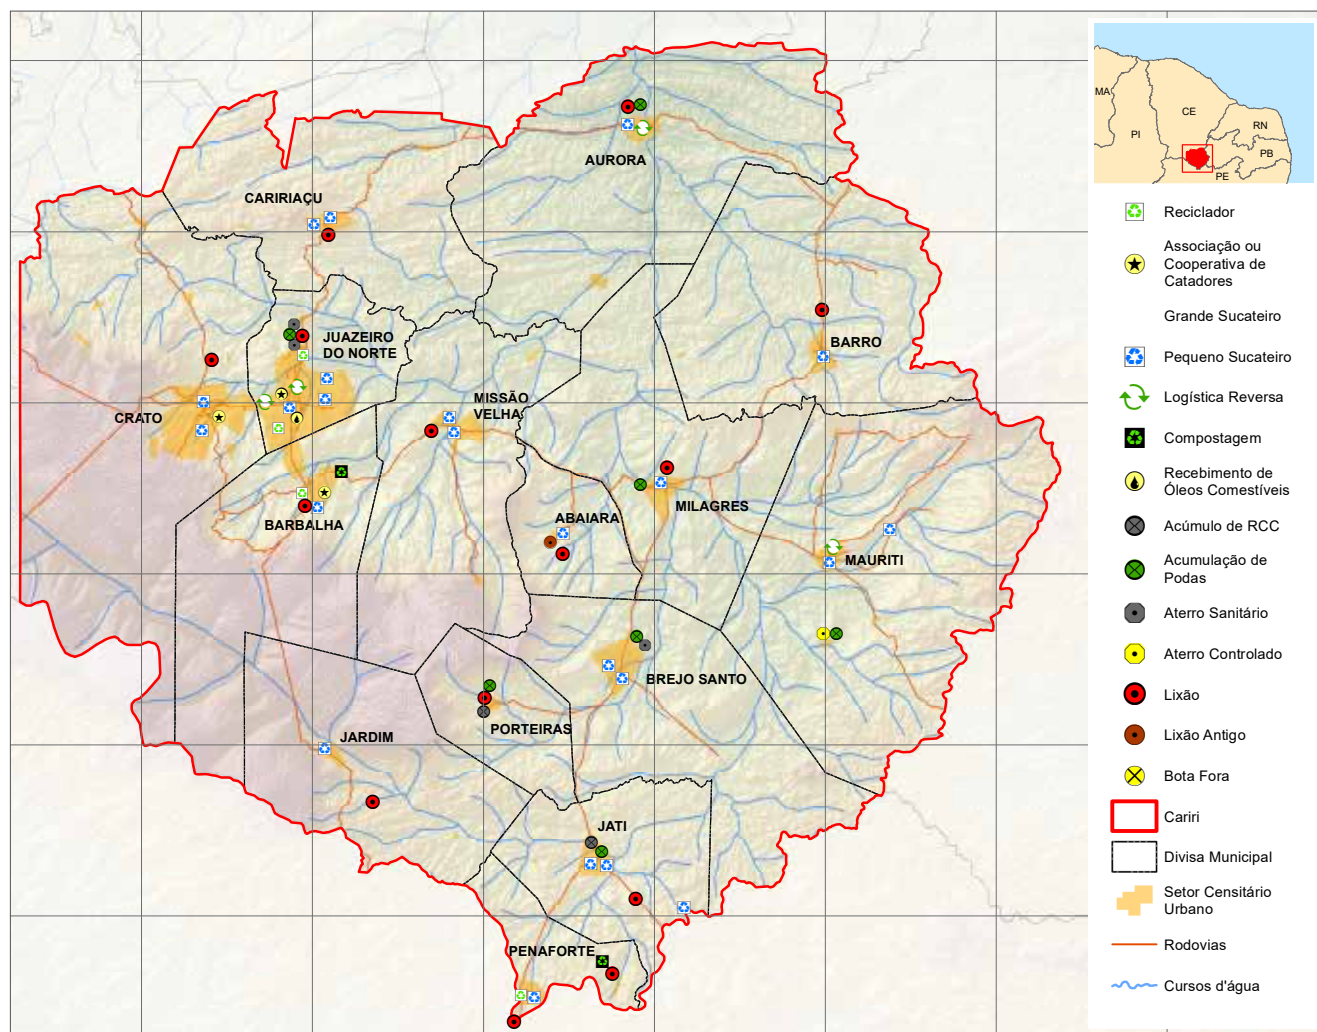 AURORA
CARIRIAÇU
JUAZEIRO
DO NORTE
BARRO
CRATO
MISSÃO
VELHA
MILAGRES
BARBALHA
ABAIARA
MAURITI
BREJO SANTO
PORTEIRAS
JARDIM
JATI
PENAFORTE
MA
PI
CE
RN
PB
PE
Reciclador
Associação ou
Cooperativa de
Catadores
Grande Sucateiro
Pequeno Sucateiro
Logística Reversa
Compostagem
Recebimento de
Óleos Comestíveis
Acúmulo de RCC
Acumulação de
Podas
Aterro Sanitário
Aterro Controlado
Lixão
Lixão Antigo
Bota Fora
Cariri
Divisa Municipal
Setor Censitário
Urbano
Rodovias
Cursos d'água